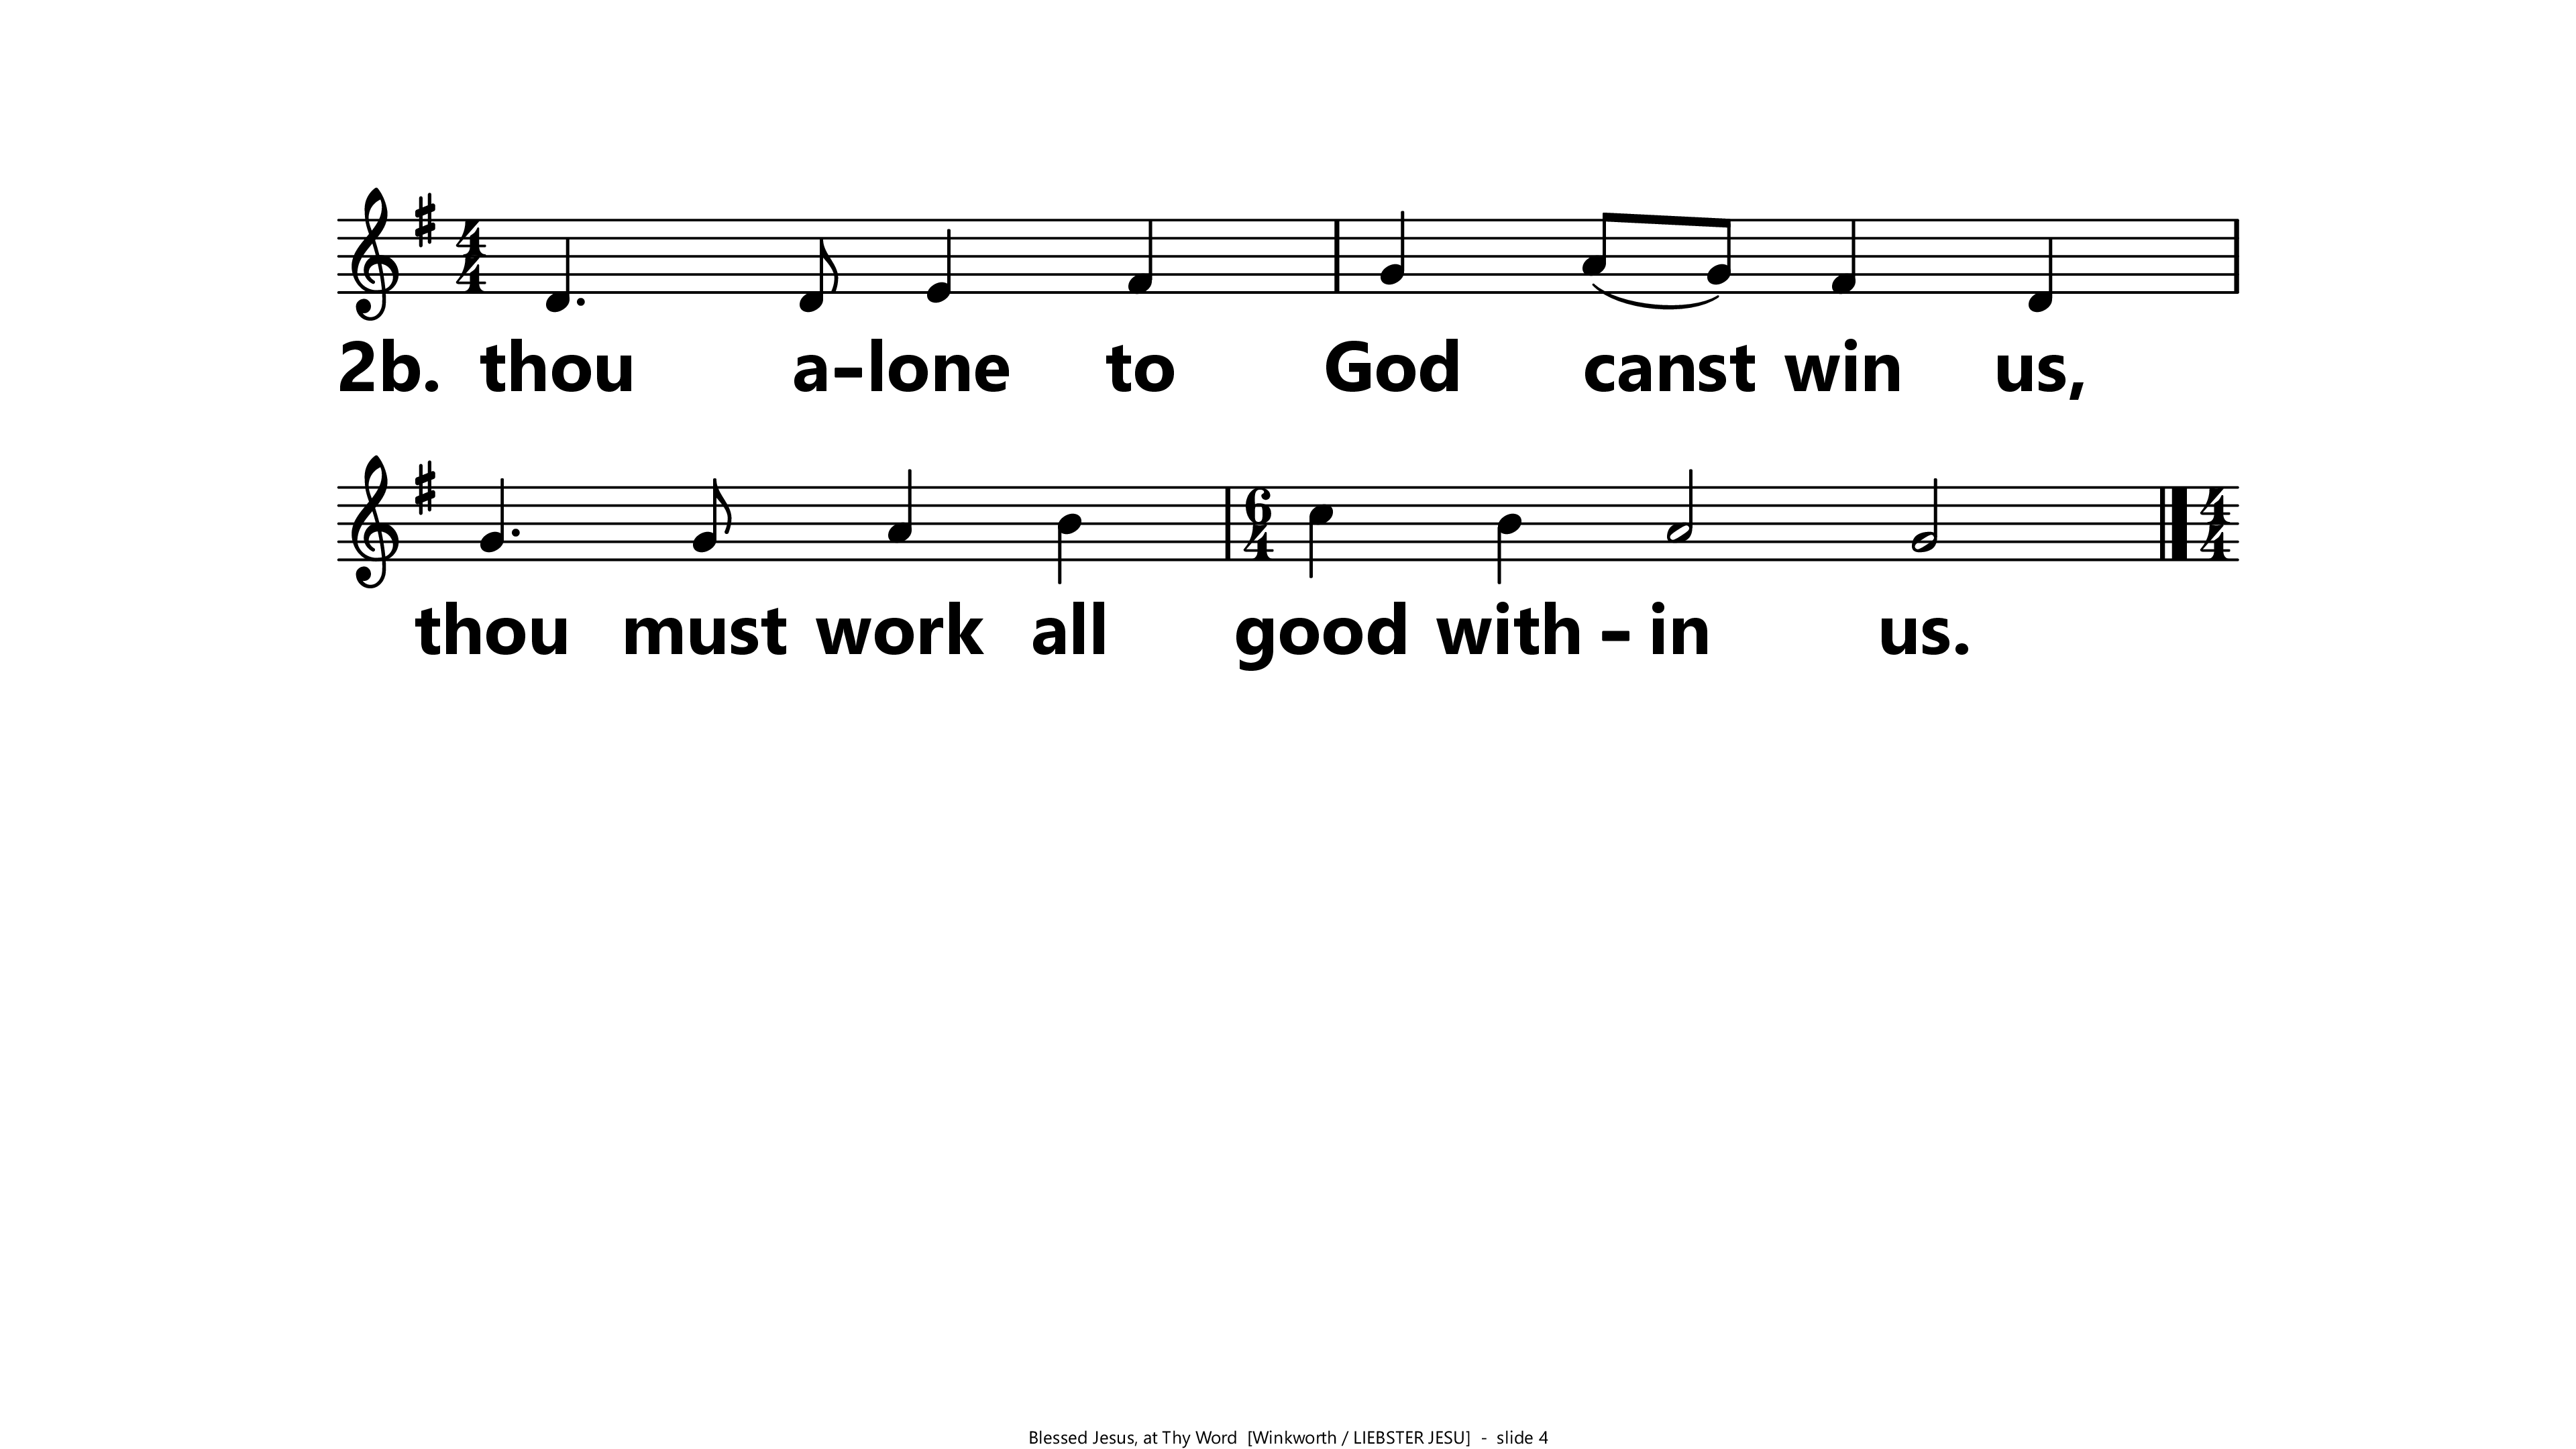 2b. thou a-lone to God canst win us,
thou must work all good with - in us.
Blessed Jesus, at Thy Word [Winkworth / LIEBSTER JESU] - slide 4